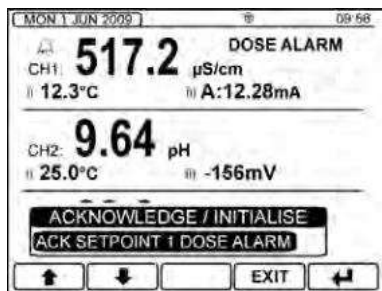 MON 1 JUN 2009 09:56
DOSE ALARM
CH1: 517.2 µS/cm
12.3°C A:12.28mA
CH2: 9.64 pH
25.0°C -156mV
ACKNOWLEDGE / INITIALISE
ACK SETPOINT 1 DOSE ALARM
EXIT